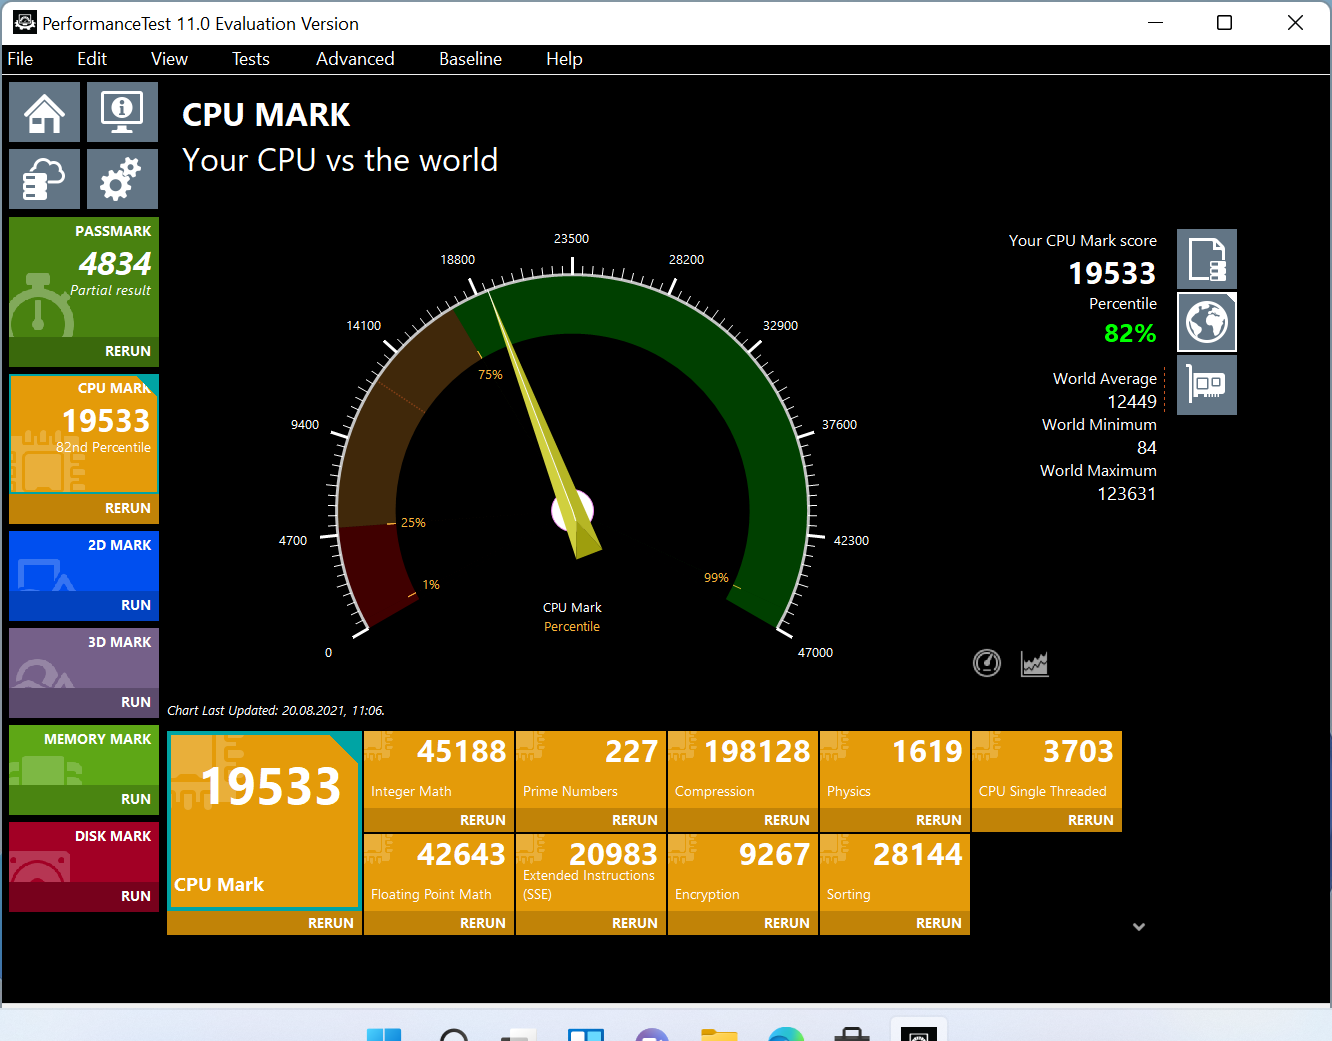 PerformanceTest 11.0 Evaluation Version
File Edit View Tests Advanced Baseline Help
CPU MARK
Your CPU vs the world
PASSMARK
4834
Partial result
RERUN
CPU MARK
19533
82nd Percentile
RERUN
2D MARK
RUN
3D MARK
RUN
MEMORY MARK
RUN
DISK MARK
RUN
0
4700
9400
14100
18800
23500
28200
32900
37600
42300
47000
1%
25%
75%
99%
CPU Mark
Percentile
Your CPU Mark score
19533
Percentile
82%
World Average
12449
World Minimum
84
World Maximum
123631
Chart Last Updated: 20.08.2021, 11:06.
19533
CPU Mark
RERUN
45188
Integer Math
RERUN
227
Prime Numbers
RERUN
198128
Compression
RERUN
1619
Physics
RERUN
3703
CPU Single Threaded
RERUN
42643
Floating Point Math
RERUN
20983
Extended Instructions
(SSE)
RERUN
9267
Encryption
RERUN
28144
Sorting
RERUN